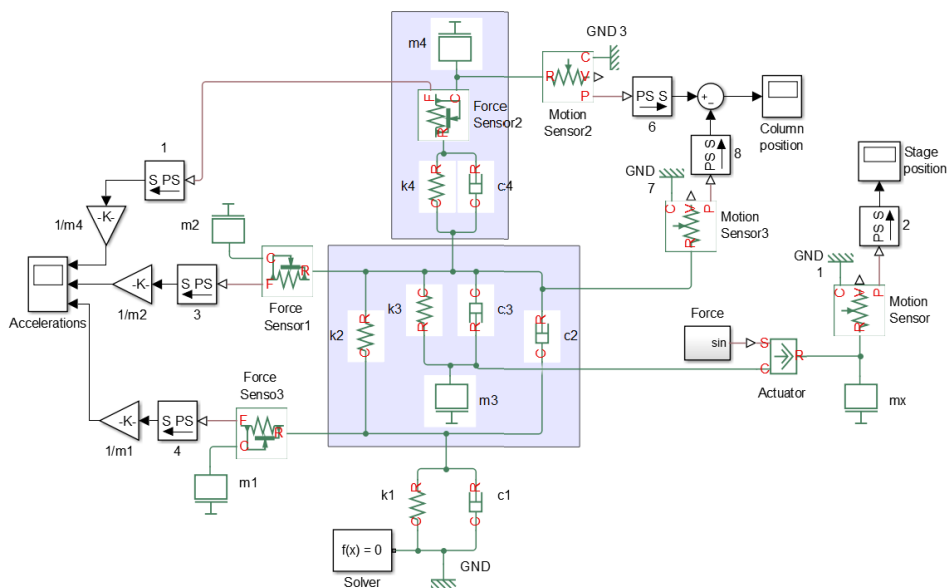 m4
GND 3
C
R
V
P
Motion
Sensor2
PS S
6
+
-
Column
position
F
C
R
Force
Sensor2
1
S PS
PS S
8
Stage
position
k4
R
C
c4
R
C
GND
7
C
V
P
R
Motion
Sensor3
PS S
2
-K-
1/m4
m2
GND
1
C
V
P
R
Motion
Sensor
Accelerations
-K-
1/m2
S PS
3
C
F
R
Force
Sensor1
k2
R
C
k3
C
R
c3
C
R
c2
R
C
Force
sin
S
C
R
Actuator
mx
m3
Force
Senso3
-K-
1/m1
S PS
4
F
C
R
m1
k1
R
C
c1
R
C
f(x) = 0
Solver
GND